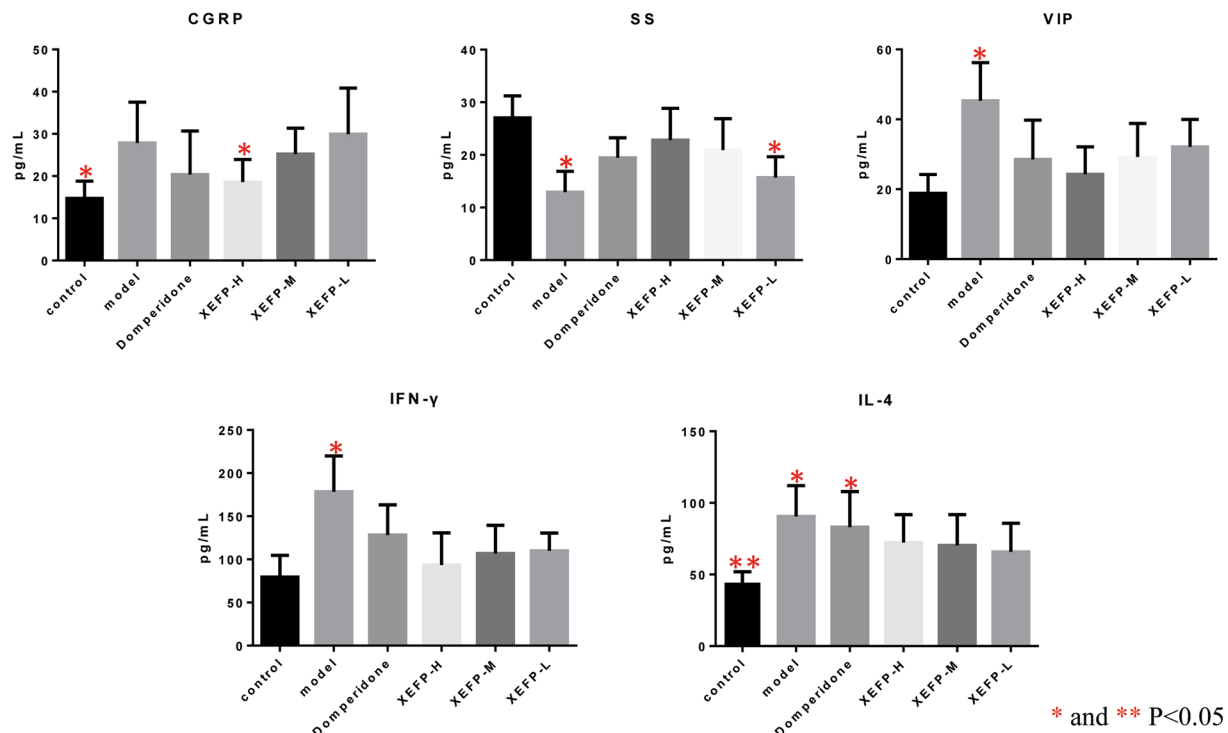 CGRP
50
40
30
20
10
0
pg/mL
*
*
control
model
Domperidone
XEFP-H
XEFP-M
XEFP-L
SS
40
30
20
10
0
pg/mL
*
*
control
model
Domperidone
XEFP-H
XEFP-M
XEFP-L
VIP
60
40
20
0
pg/mL
*
control
model
Domperidone
XEFP-H
XEFP-M
XEFP-L
IFN-γ
250
200
150
100
50
0
pg/mL
*
control
model
Domperidone
XEFP-H
XEFP-M
XEFP-L
IL-4
150
100
50
0
pg/mL
**
*
*
control
model
Domperidone
XEFP-H
XEFP-M
XEFP-L
* and ** P<0.05